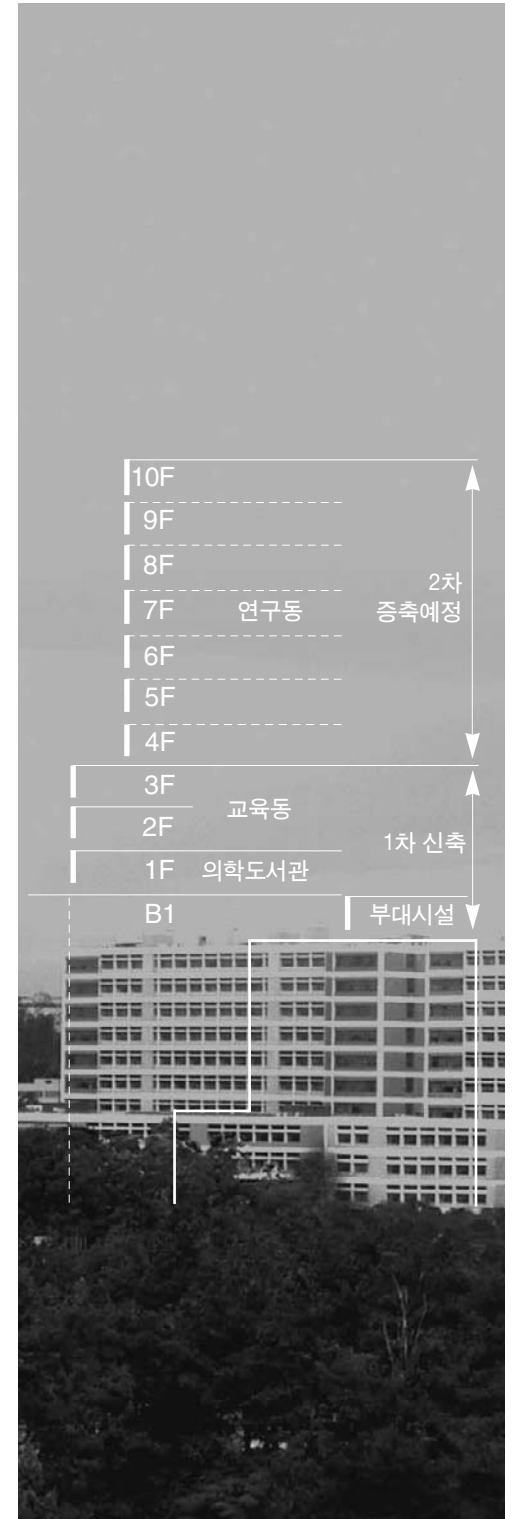 10F
9F
8F
2차
7F 연구동 증축예정
6F
5F
4F
3F
교육동
2F
1차 신축
1F 의학도서관
B1 부대시설